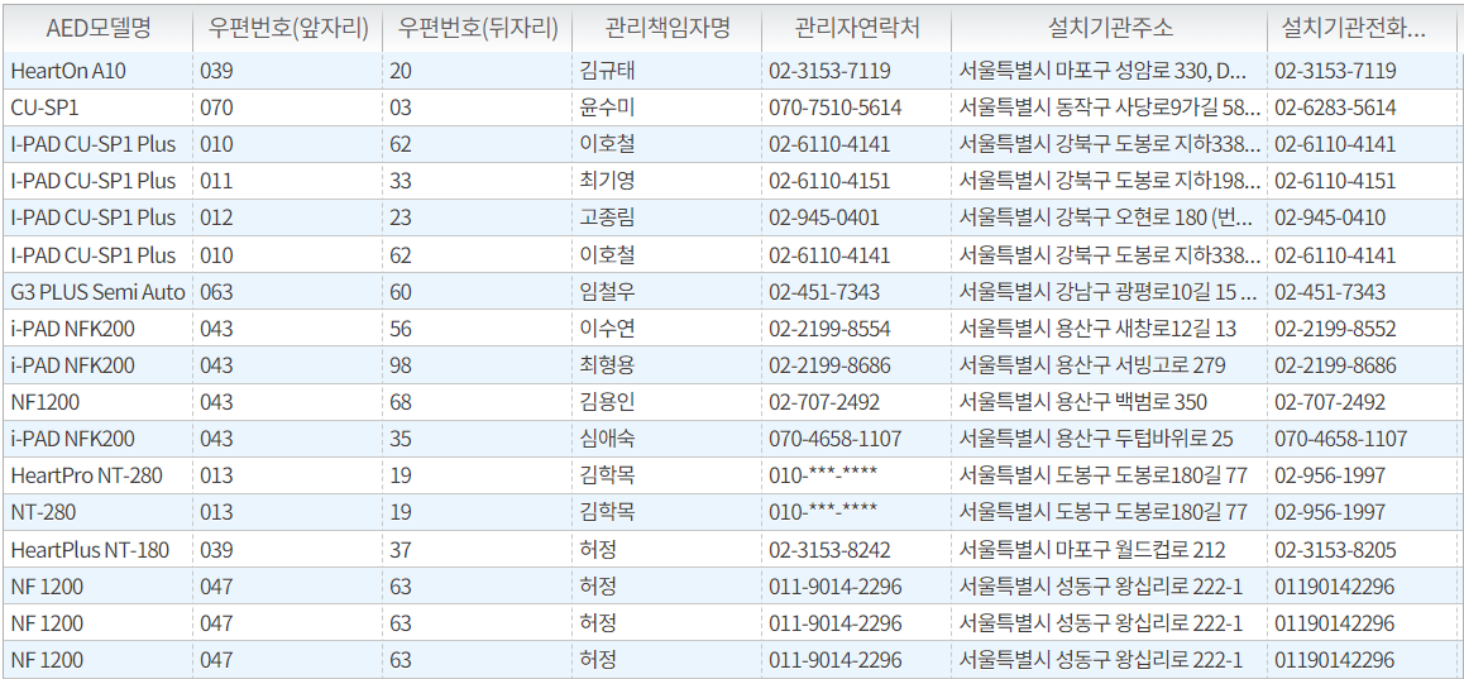 AED모델명 우편번호(앞자리) 우편번호(뒤자리) 관리책임자명 관리자연락처 설치기관주소 설치기관전화...
HeartOn A10 039 20 김규태 02-3153-7119 서울특별시 마포구 성암로 330, D... 02-3153-7119
CU-SP1 070 03 윤수미 070-7510-5614 서울특별시 동작구 사당로9가길 58... 02-6283-5614
I-PAD CU-SP1 Plus 010 62 이호철 02-6110-4141 서울특별시 강북구 도봉로 지하338... 02-6110-4141
I-PAD CU-SP1 Plus 011 33 최기영 02-6110-4151 서울특별시 강북구 도봉로 지하198... 02-6110-4151
I-PAD CU-SP1 Plus 012 23 고종림 02-945-0401 서울특별시 강북구 오현로 180 (번... 02-945-0410
I-PAD CU-SP1 Plus 010 62 이호철 02-6110-4141 서울특별시 강북구 도봉로 지하338... 02-6110-4141
G3 PLUS Semi Auto 063 60 임철우 02-451-7343 서울특별시 강남구 광평로10길 15 ... 02-451-7343
i-PAD NFK200 043 56 이수연 02-2199-8554 서울특별시 용산구 새창로12길 13 02-2199-8552
i-PAD NFK200 043 98 최형용 02-2199-8686 서울특별시 용산구 서빙고로 279 02-2199-8686
NF1200 043 68 김용인 02-707-2492 서울특별시 용산구 백범로 350 02-707-2492
i-PAD NFK200 043 35 심애숙 070-4658-1107 서울특별시 용산구 두텁바위로 25 070-4658-1107
HeartPro NT-280 013 19 김학목 010-***-**** 서울특별시 도봉구 도봉로180길 77 02-956-1997
NT-280 013 19 김학목 010-***-**** 서울특별시 도봉구 도봉로180길 77 02-956-1997
HeartPlus NT-180 039 37 허정 02-3153-8242 서울특별시 마포구 월드컵로 212 02-3153-8205
NF 1200 047 63 허정 011-9014-2296 서울특별시 성동구 왕십리로 222-1 01190142296
NF 1200 047 63 허정 011-9014-2296 서울특별시 성동구 왕십리로 222-1 01190142296
NF 1200 047 63 허정 011-9014-2296 서울특별시 성동구 왕십리로 222-1 01190142296